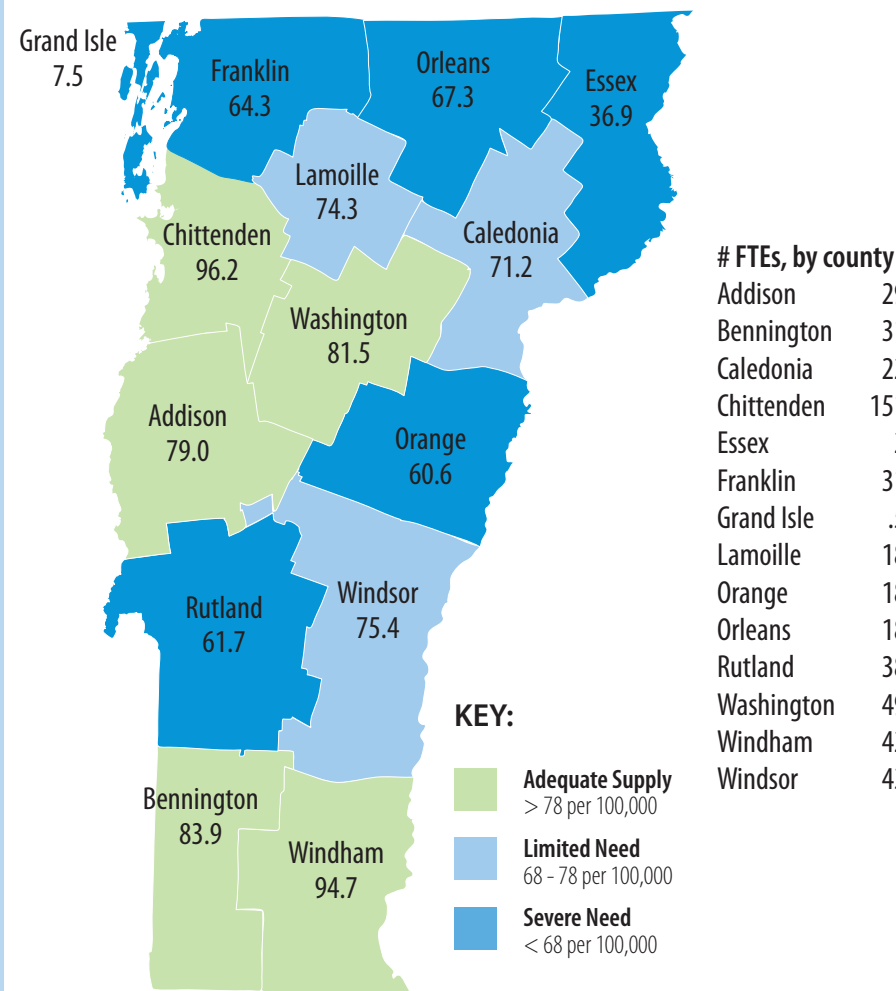 Grand Isle
7.5
Franklin
64.3
Orleans
67.3
Essex
36.9
Lamoille
74.3
Caledonia
71.2
Chittenden
96.2
Washington
81.5
Addison
79.0
Orange
60.6
Rutland
61.7
Windsor
75.4
Bennington
83.9
Windham
94.7
KEY:
Adequate Supply
> 78 per 100,000
Limited Need
68 - 78 per 100,000
Severe Need
< 68 per 100,000
# FTEs, by county
Addison
Bennington
Caledonia
Chittenden
Essex
Franklin
Grand Isle
Lamoille
Orange
Orleans
Rutland
Washington
Windham
Windsor